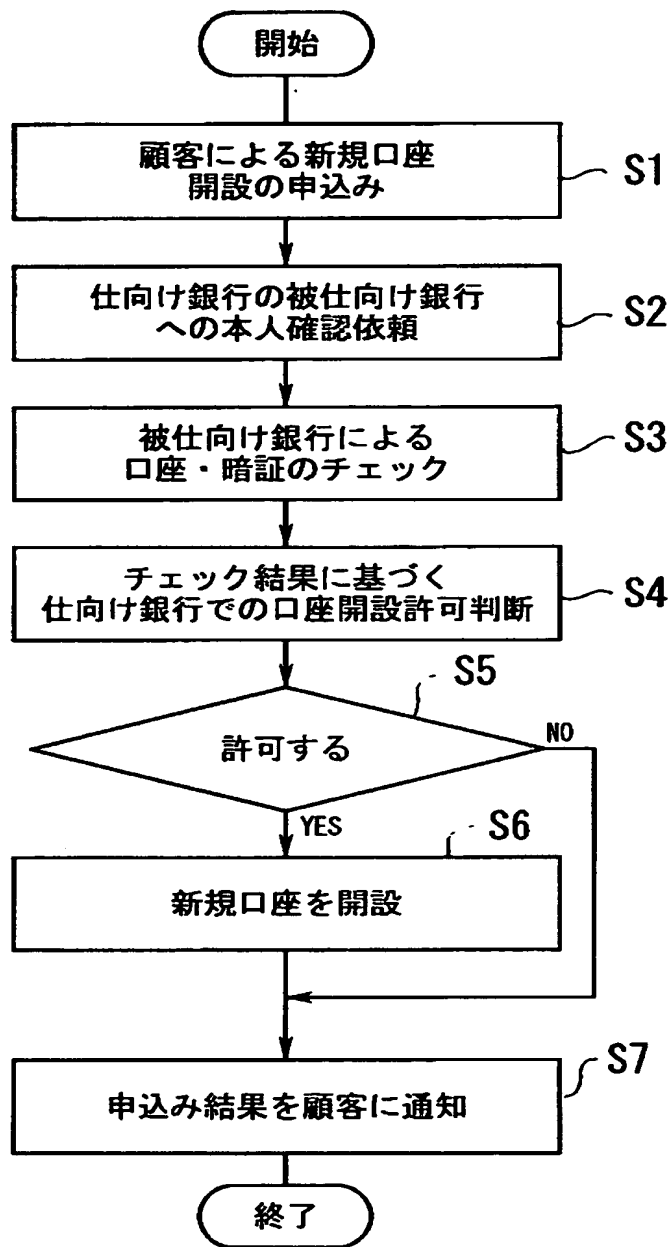 開始
顧客による新規口座
開設の申込み
S1
仕向け銀行の被仕向け銀行
への本人確認依頼
S2
被仕向け銀行による
口座・暗証のチェック
S3
チェック結果に基づく
仕向け銀行での口座開設許可判断
S4
S5
許可する
NO
YES
S6
新規口座を開設
S7
申込み結果を顧客に通知
終了